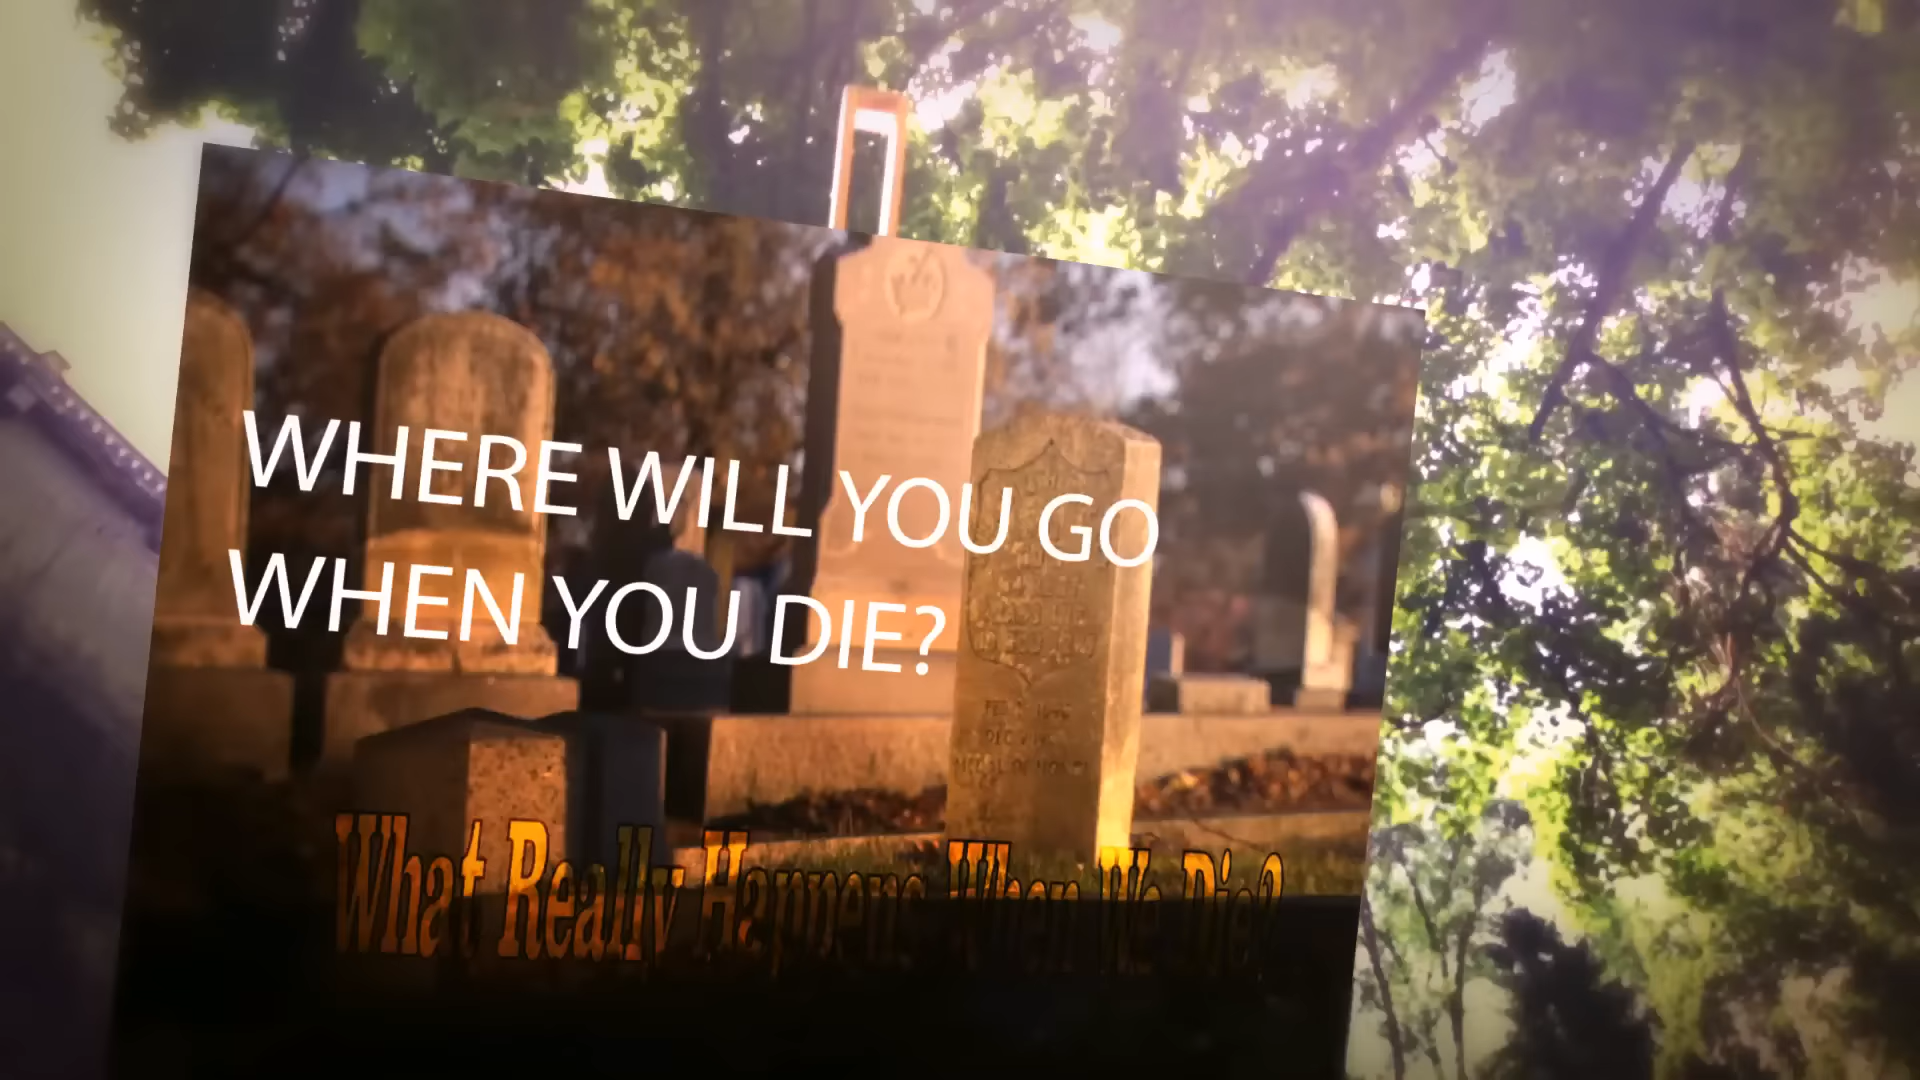 WHERE WILL YOU GO
WHEN YOU DIE?
What Really Happens When We Die?